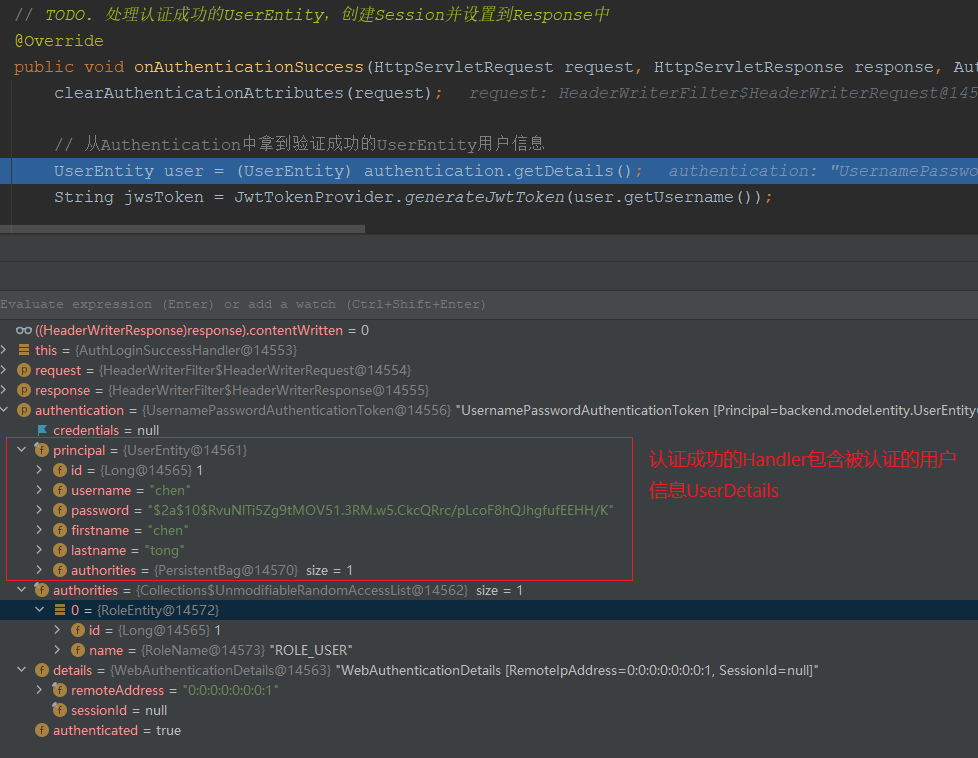 // TODO. 处理认证成功的UserEntity，创建Session并设置到Response中
@Override
public void onAuthenticationSuccess(HttpServletRequest request, HttpServletResponse response, Aut
clearAuthenticationAttributes(request); request: HeaderWriterFilter$HeaderWriterRequest@145
// 从Authentication中拿到验证成功的UserEntity用户信息
UserEntity user = (UserEntity) authentication.getDetails(); authentication: "UsernamePasswo
String jwsToken = JwtTokenProvider.generateJwtToken(user.getUsername());
Evaluate expression (Enter) or add a watch (Ctrl+Shift+Enter)
((HeaderWriterResponse)response).contentWritten = 0
this = {AuthLoginSuccessHandler@14553}
request = {HeaderWriterFilter$HeaderWriterRequest@14554}
response = {HeaderWriterFilter$HeaderWriterResponse@14555}
authentication = {UsernamePasswordAuthenticationToken@14556} "UsernamePasswordAuthenticationToken [Principal=backend.model.entity.UserEntity
credentials = null
principal = {UserEntity@14561}
认证成功的Handler包含被认证的用户
信息UserDetails
id = {Long@14565} 1
username = "chen"
password = "$2a$10$RvuNlTi5Zg9tMOV51.3RM.w5.CkcQRrc/pLcoF8hQJhgfufEEHH/K"
firstname = "chen"
lastname = "tong"
authorities = {PersistentBag@14570} size = 1
authorities = {Collections$UnmodifiableRandomAccessList@14562} size = 1
0 = {RoleEntity@14572}
id = {Long@14565} 1
name = {RoleName@14573} "ROLE_USER"
details = {WebAuthenticationDetails@14563} "WebAuthenticationDetails [RemoteIpAddress=0:0:0:0:0:0:0:1, SessionId=null]"
remoteAddress = "0:0:0:0:0:0:0:1"
sessionId = null
authenticated = true